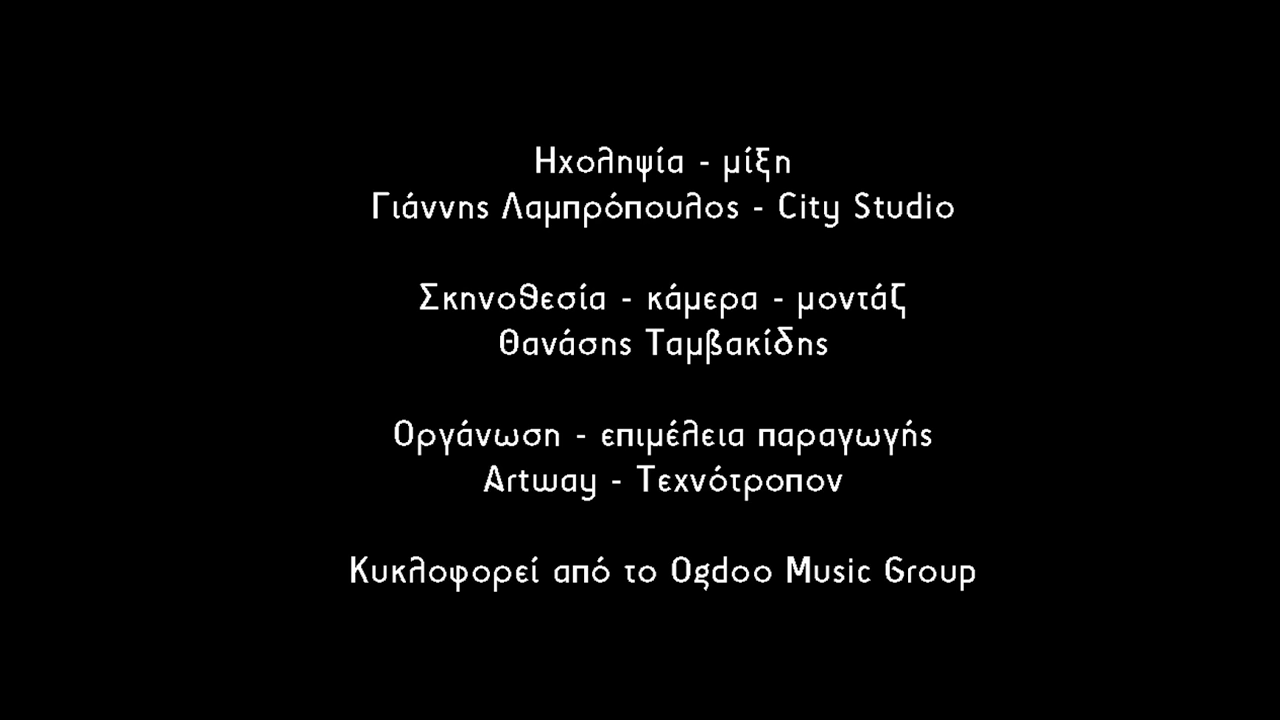 Ηχοληψία - μίξη
Γιάννης Λαμπρόπουλος - City Studio
Σκηνοθεσία - κάμερα - μοντάζ
Θανάσης Ταμβακίδης
Οργάνωση - επιμέλεια παραγωγής
Artway - Τεχνότροπον
Κυκλοφορεί από το Ogdoo Music Group